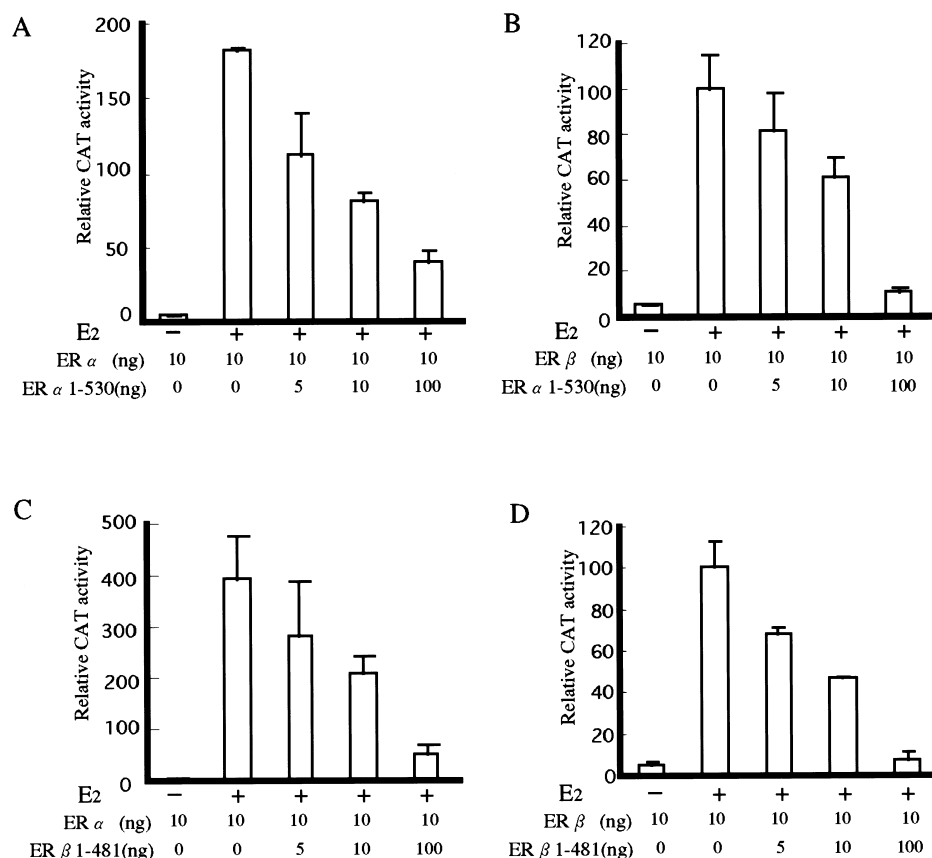 A
Relative CAT activity
200
150
100
50
0
E2 − + + + +
ER α (ng) 10 10 10 10 10
ER α 1-530(ng) 0 0 5 10 100
B
Relative CAT activity
120
100
80
60
40
20
0
E2 − + + + +
ER β (ng) 10 10 10 10 10
ER α 1-530(ng) 0 0 5 10 100
C
Relative CAT activity
500
400
300
200
100
0
E2 − + + + +
ER α (ng) 10 10 10 10 10
ER β 1-481(ng) 0 0 5 10 100
D
Relative CAT activity
120
100
80
60
40
20
0
E2 − + + + +
ER β (ng) 10 10 10 10 10
ER β 1-481(ng) 0 0 5 10 100